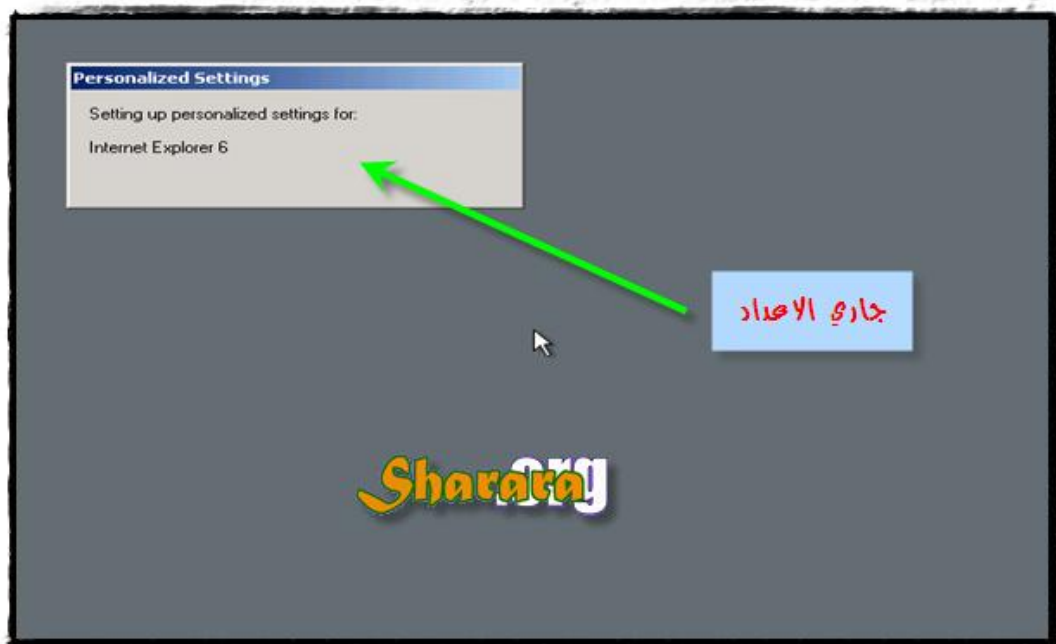 Personalized Settings
Setting up personalized settings for:
Internet Explorer 6
جاري الاعداد
Sharara.org